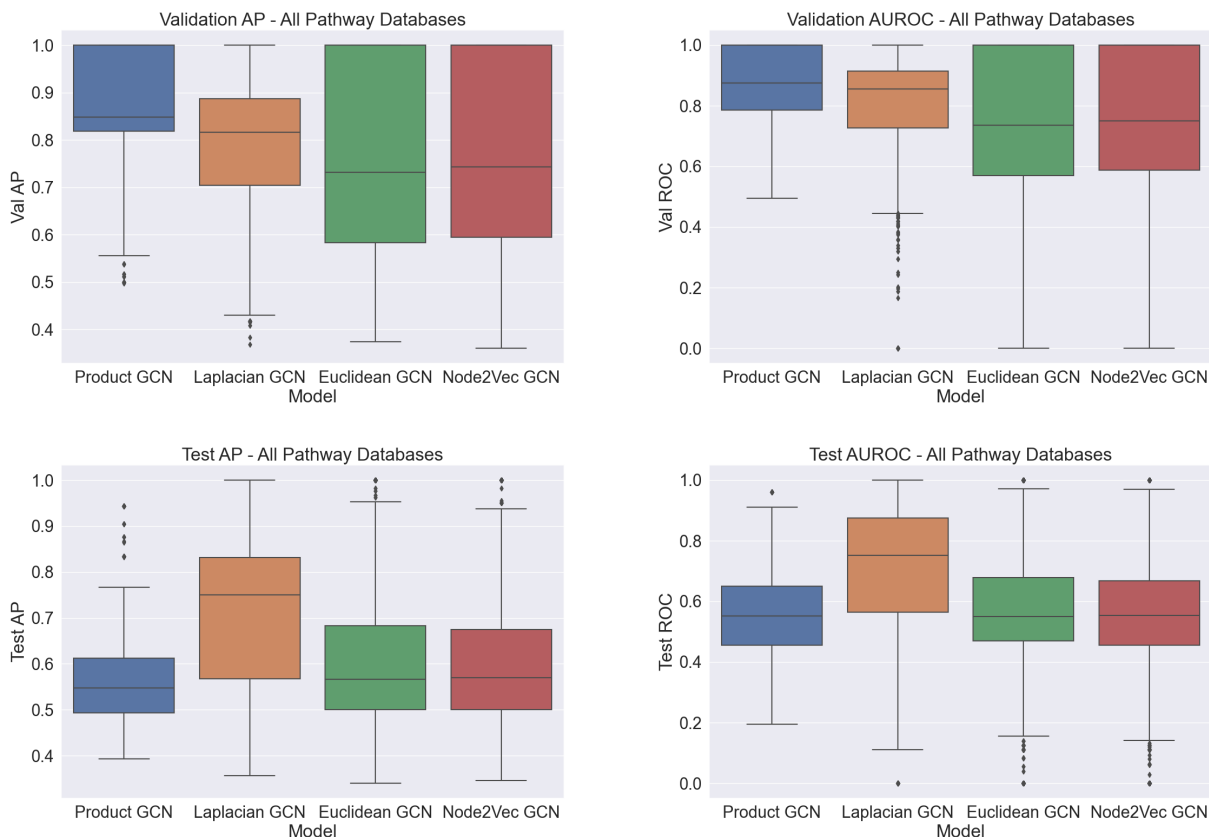 Validation AP - All Pathway Databases
1.0
0.9
0.8
0.7
0.6
0.5
0.4
Val AP
Product GCN Laplacian GCN Euclidean GCN Node2Vec GCN
Model
Validation AUROC - All Pathway Databases
1.0
0.8
0.6
0.4
0.2
0.0
Val ROC
Product GCN Laplacian GCN Euclidean GCN Node2Vec GCN
Model
Test AP - All Pathway Databases
1.0
0.9
0.8
0.7
0.6
0.5
0.4
Test AP
Product GCN Laplacian GCN Euclidean GCN Node2Vec GCN
Model
Test AUROC - All Pathway Databases
1.0
0.8
0.6
0.4
0.2
0.0
Test ROC
Product GCN Laplacian GCN Euclidean GCN Node2Vec GCN
Model